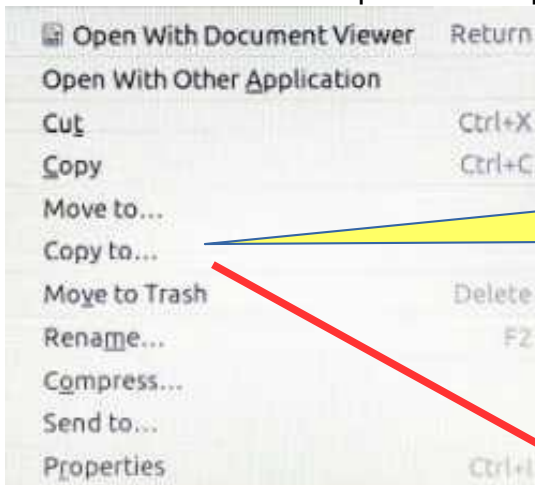 Open With Document Viewer Return
Open With Other Application
Cut Ctrl+X
Copy Ctrl+C
Move to...
Copy to...
Move to Trash Delete
Rename... F2
Compress...
Send to...
Properties Ctrl+I